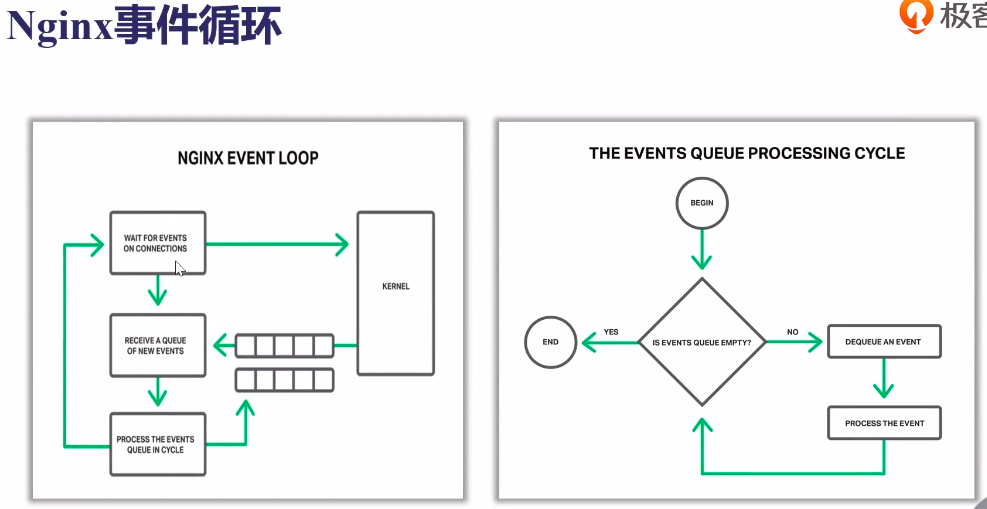 Nginx事件循环
极客
NGINX EVENT LOOP
WAIT FOR EVENTS
ON CONNECTIONS
KERNEL
RECEIVE A QUEUE
OF NEW EVENTS
PROCESS THE EVENTS
QUEUE IN CYCLE
THE EVENTS QUEUE PROCESSING CYCLE
BEGIN
IS EVENTS QUEUE EMPTY?
YES
END
NO
DEQUEUE AN EVENT
PROCESS THE EVENT